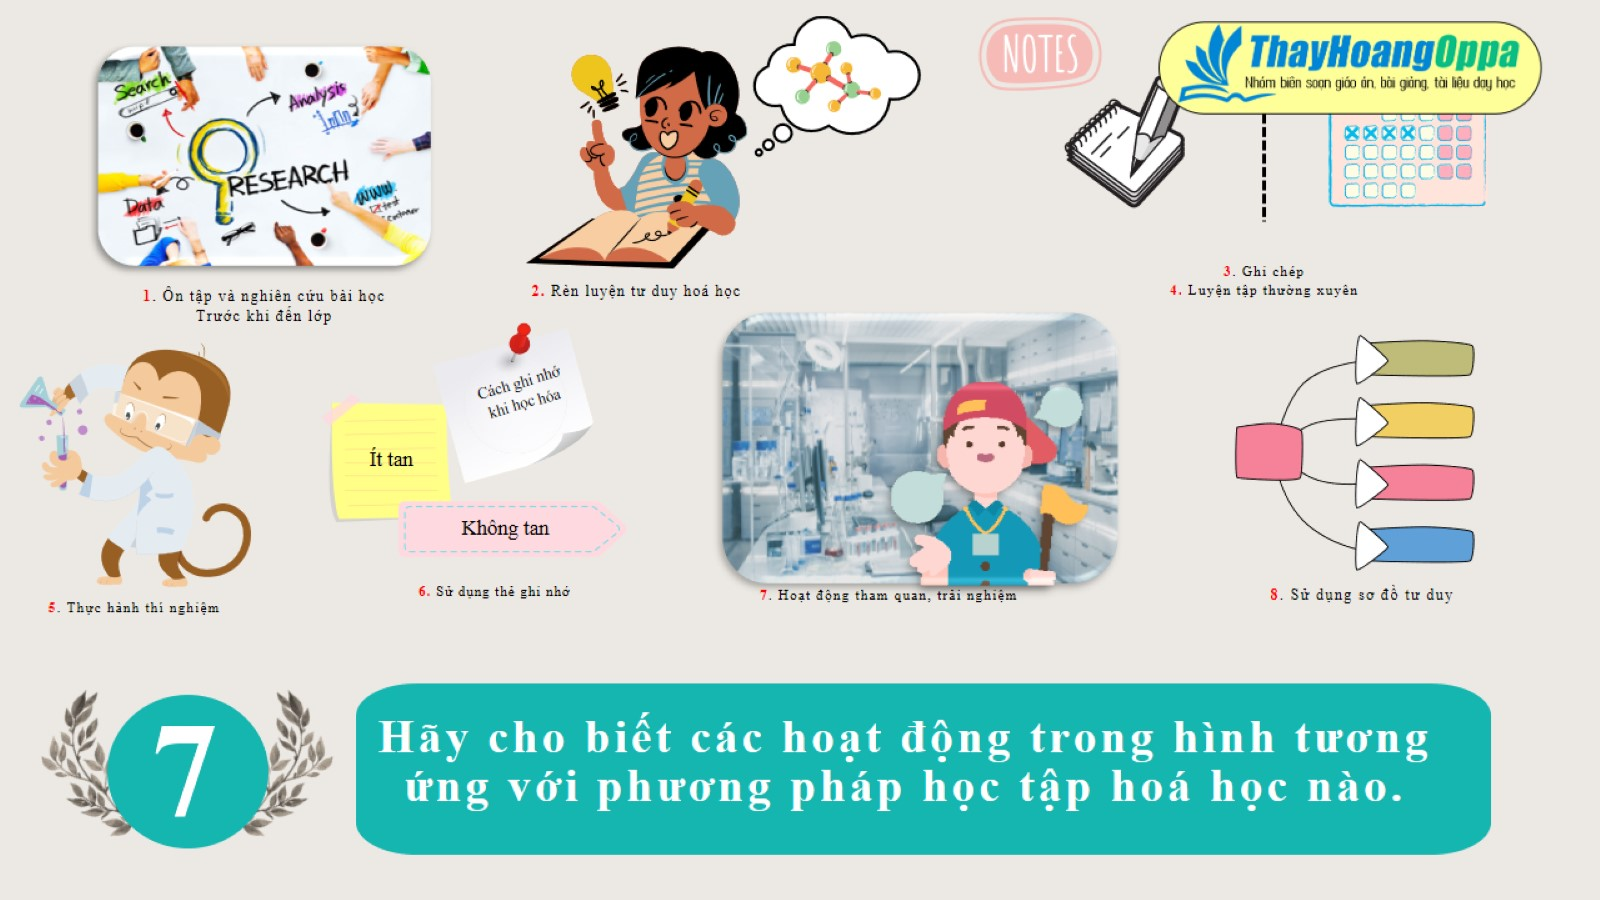 NOTES
ThayHoangOppa
Nhóm biên soạn giáo án, bài giảng, tài liệu dạy học
Search
Analysis
RESEARCH
Data
WWW
1. Ôn tập và nghiên cứu bài học
Trước khi đến lớp
2. Rèn luyện tư duy hoá học
3. Ghi chép
4. Luyện tập thường xuyên
Cách ghi nhớ
khi học hóa
Ít tan
Không tan
5. Thực hành thí nghiệm
6. Sử dụng thẻ ghi nhớ
7. Hoạt động tham quan, trải nghiệm
8. Sử dụng sơ đồ tư duy
7
Hãy cho biết các hoạt động trong hình tương
ứng với phương pháp học tập hoá học nào.